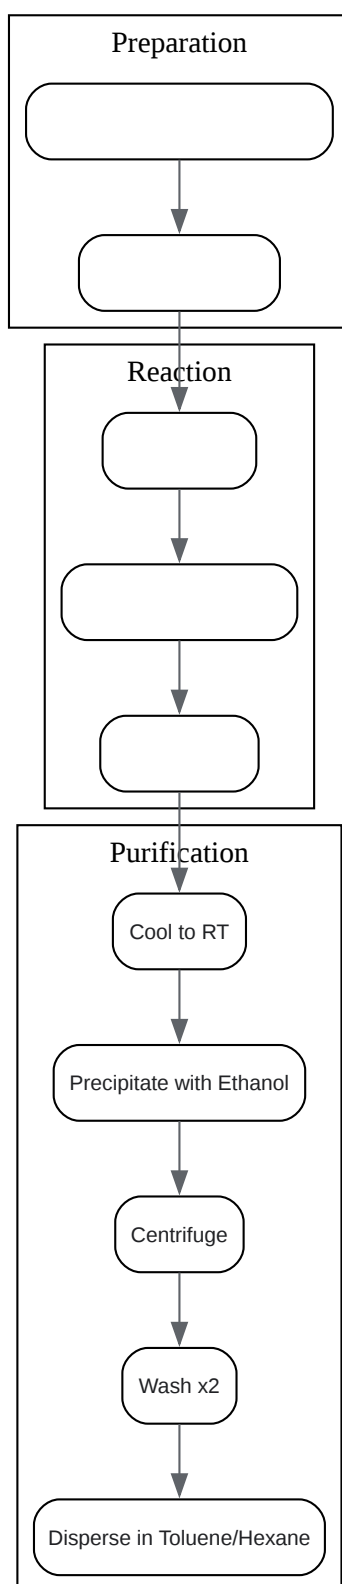 Preparation
Reaction
Purification
Cool to RT
Precipitate with Ethanol
Centrifuge
Wash x2
Disperse in Toluene/Hexane